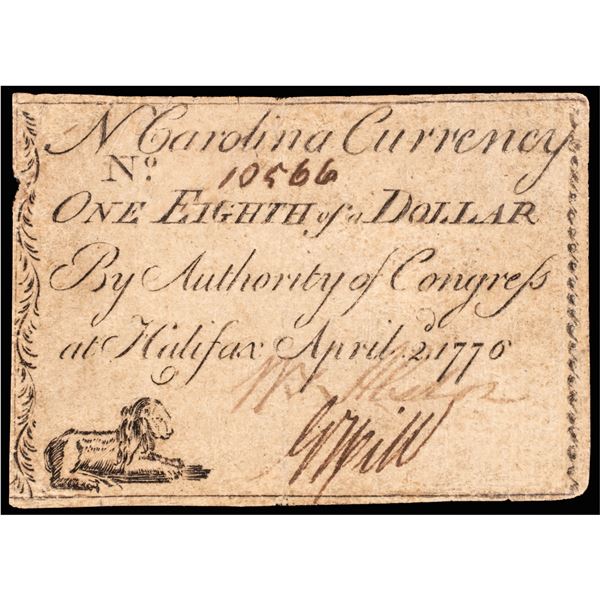 N Carolina Currency
No. 10566
ONE EIGHTH of a DOLLAR
By Authority of Congreſs
at Halifax April 2d. 1776